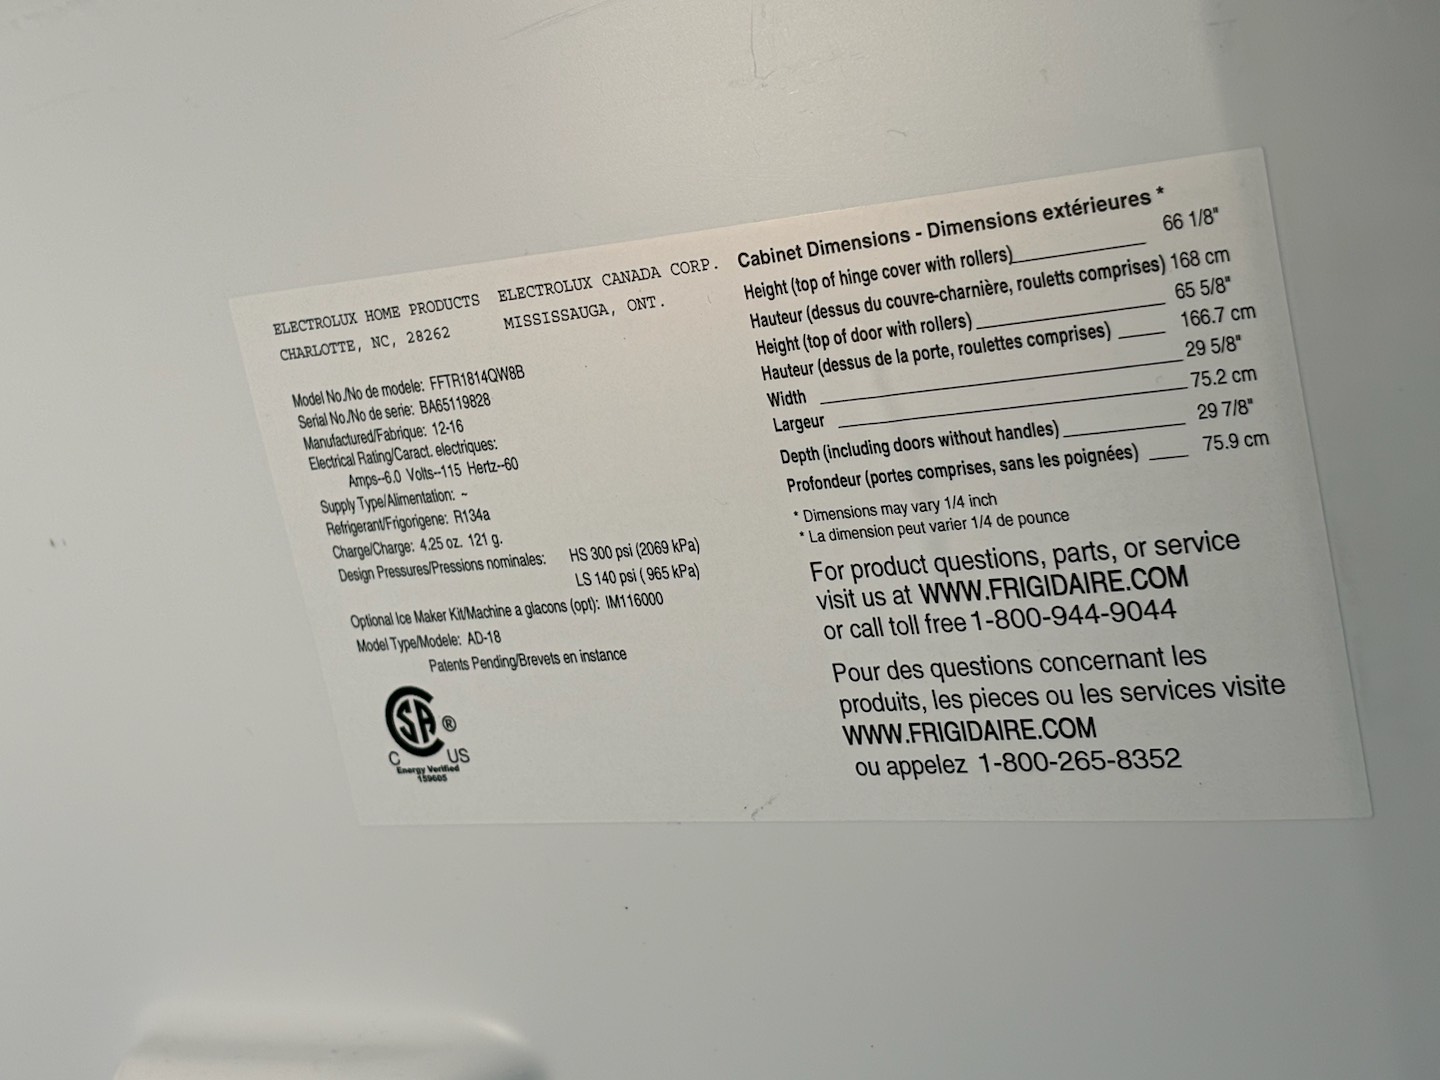 ELECTROLUX HOME PRODUCTS ELECTROLUX CANADA CORP.
CHARLOTTE, NC, 28262 MISSISSAUGA, ONT.
Model No./No de modele: FFTR1814QW8B
Serial No./No de serie: BA65119828
Manufactured/Fabrique: 12-16
Electrical Rating/Caract. electriques:
Amps--6.0 Volts--115 Hertz--60
Supply Type/Alimentation: ~
Refrigerant/Frigorigene: R134a
Charge/Charge: 4.25 oz. 121 g.
Design Pressures/Pressions nominales: HS 300 psi (2069 kPa)
LS 140 psi ( 965 kPa)
Optional Ice Maker Kit/Machine a glacons (opt): IM116000
Model Type/Modele: AD-18
Patents Pending/Brevets en instance
CSA ®
C US
Energy Verified
159605
Cabinet Dimensions - Dimensions extérieures *
Height (top of hinge cover with rollers) 66 1/8"
Hauteur (dessus du couvre-charnière, rouletts comprises) 168 cm
Height (top of door with rollers) 65 5/8"
Hauteur (dessus de la porte, roulettes comprises) 166.7 cm
Width 29 5/8"
Largeur 75.2 cm
Depth (including doors without handles) 29 7/8"
Profondeur (portes comprises, sans les poignées) 75.9 cm
* Dimensions may vary 1/4 inch
* La dimension peut varier 1/4 de pouce
For product questions, parts, or service
visit us at WWW.FRIGIDAIRE.COM
or call toll free 1-800-944-9044
Pour des questions concernant les
produits, les pieces ou les services visite
WWW.FRIGIDAIRE.COM
ou appelez 1-800-265-8352